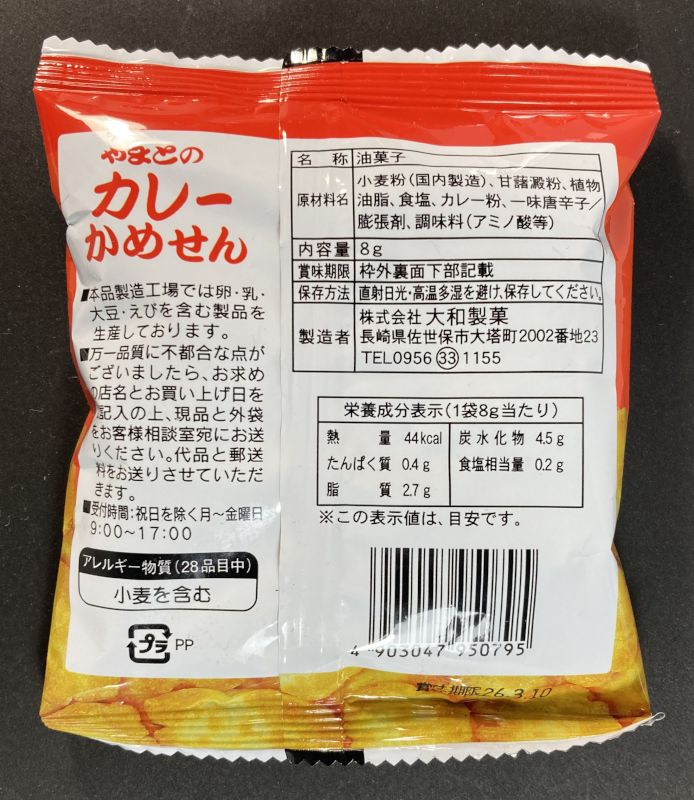 やまとの
カレー
かめせん
■本品製造工場では卵・乳・
大豆・えびを含む製品を
生産しております。
■万一品質に不都合な点が
ございましたら、お求め
の店名とお買い上げ日を
記入の上、現品と外袋
をお客様相談室宛にお送
りください。代品と郵送
料をお送りさせていただ
きます。
■受付時間:祝日を除く月〜金曜日
9:00〜17:00
アレルギー物質(28品目中)
小麦を含む
プラ PP
名称 油菓子
原材料名 小麦粉(国内製造)、甘藷澱粉、植物
油脂、食塩、カレー粉、一味唐辛子/
膨張剤、調味料(アミノ酸等)
内容量 8g
賞味期限 枠外裏面下部記載
保存方法 直射日光・高温多湿を避け、保存してください。
製造者 株式会社 大和製菓
長崎県佐世保市大塔町2002番地23
TEL0956㉝1155
栄養成分表示(1袋8g当たり)
熱量 44kcal 炭水化物 4.5g
たんぱく質 0.4g 食塩相当量 0.2g
脂質 2.7g
※この表示値は、目安です。
4 903047 950795
賞味期限26.3.10